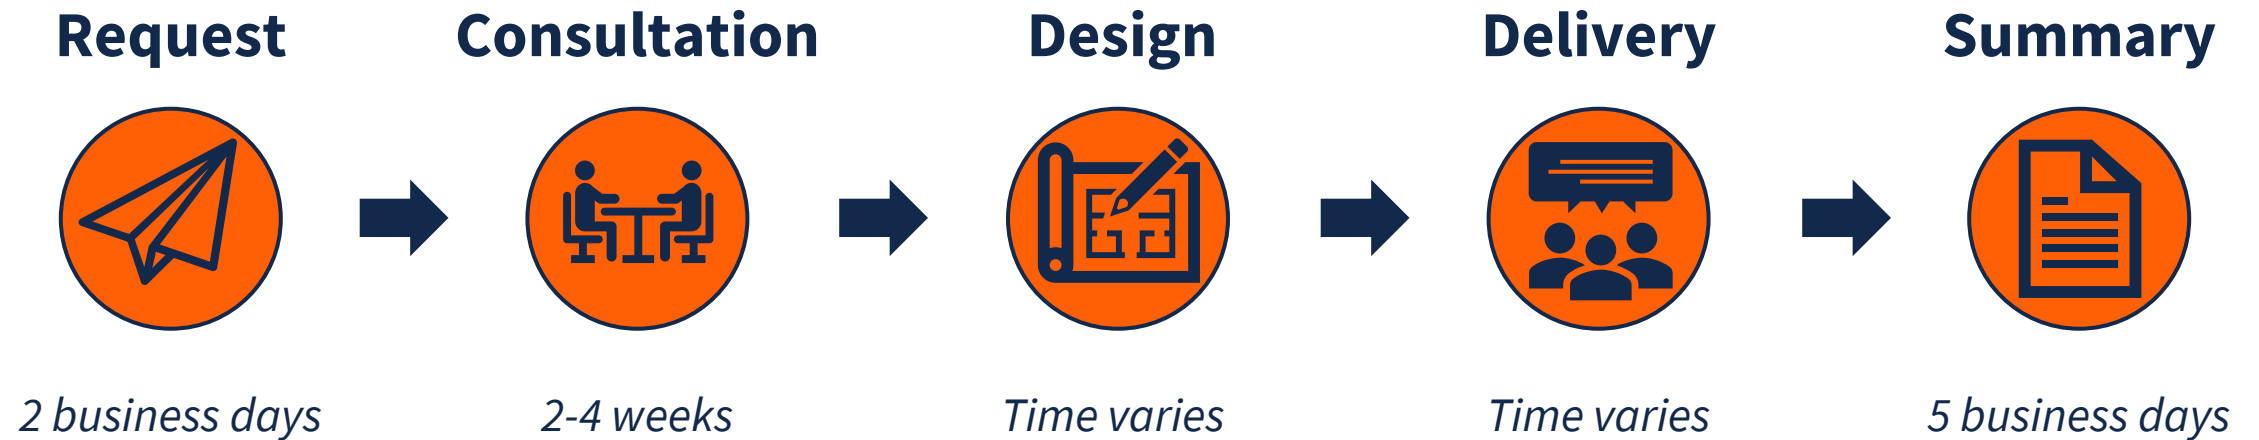 Request
Consultation
Design
Delivery
Summary
2 business days
2-4 weeks
Time varies
Time varies
5 business days